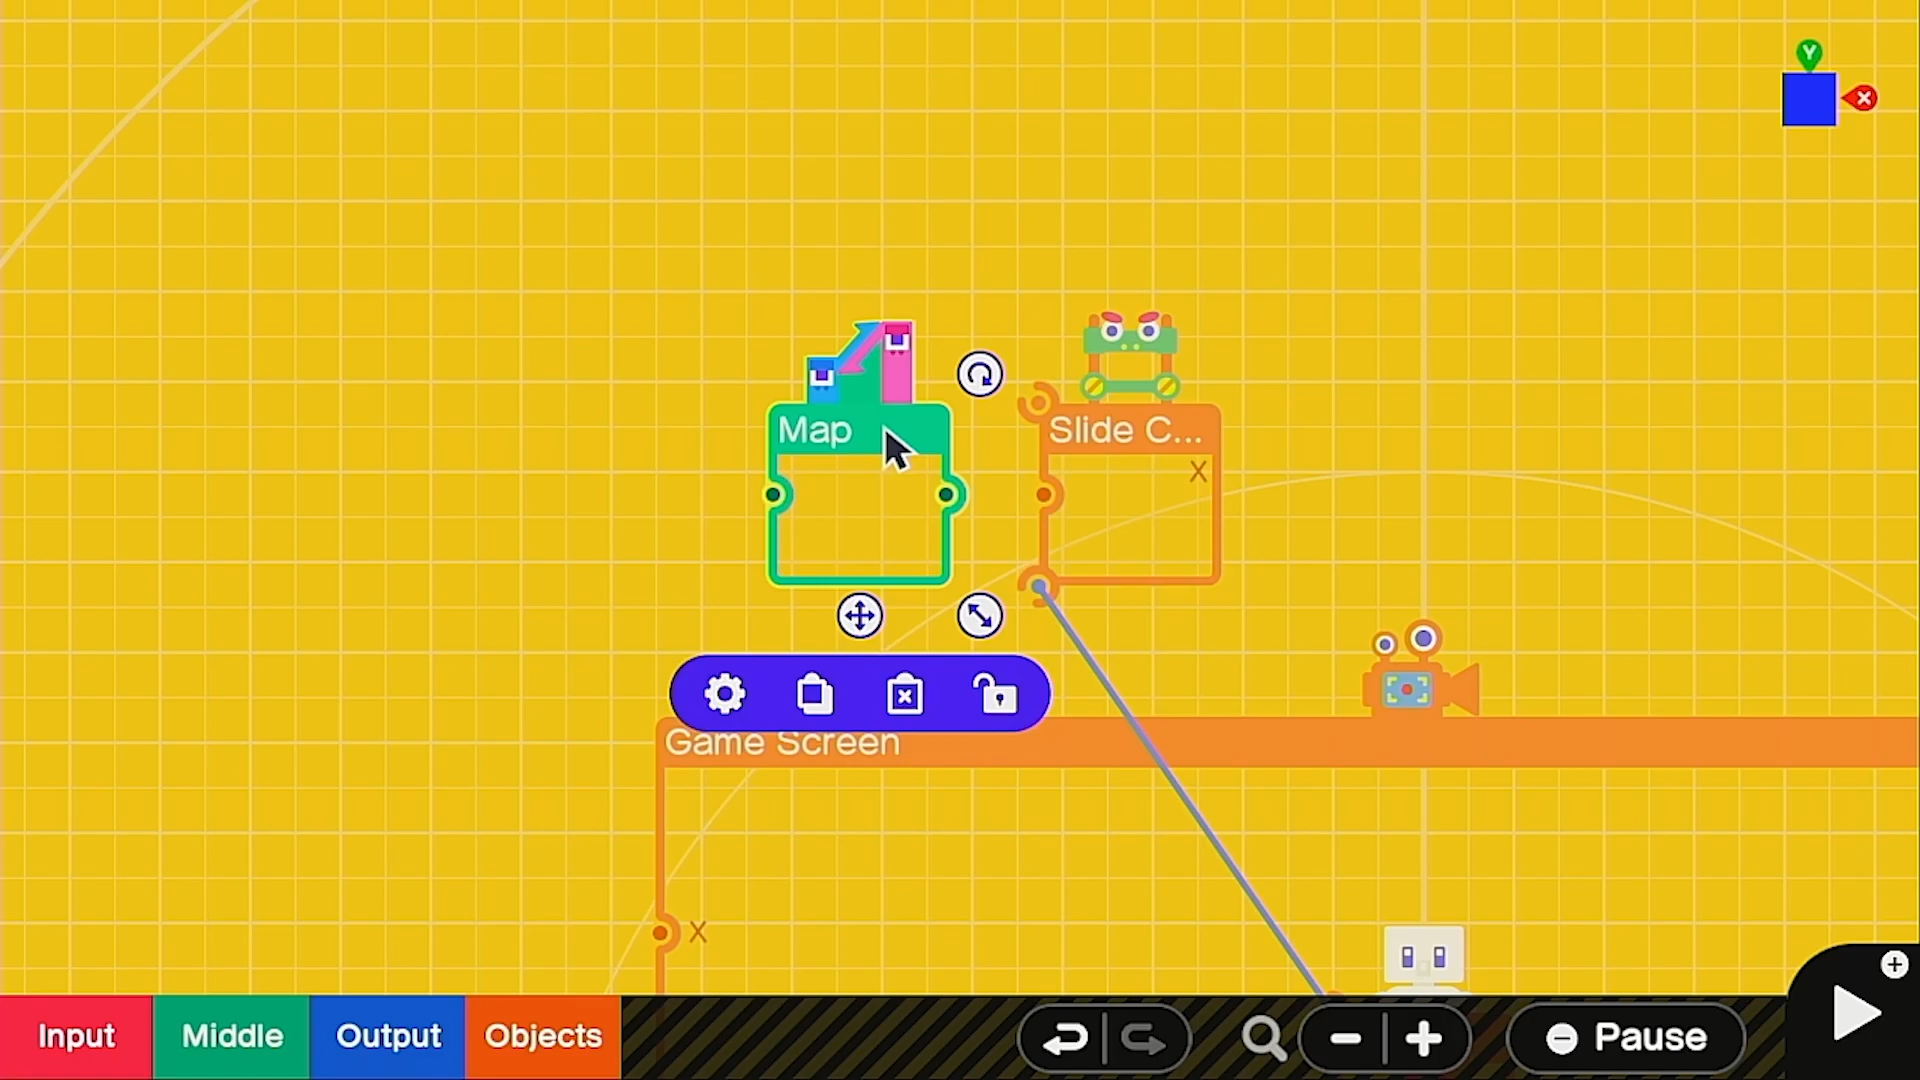 Y
X
Map
Slide C...
X
Game Screen
X
Input
Middle
Output
Objects
Pause